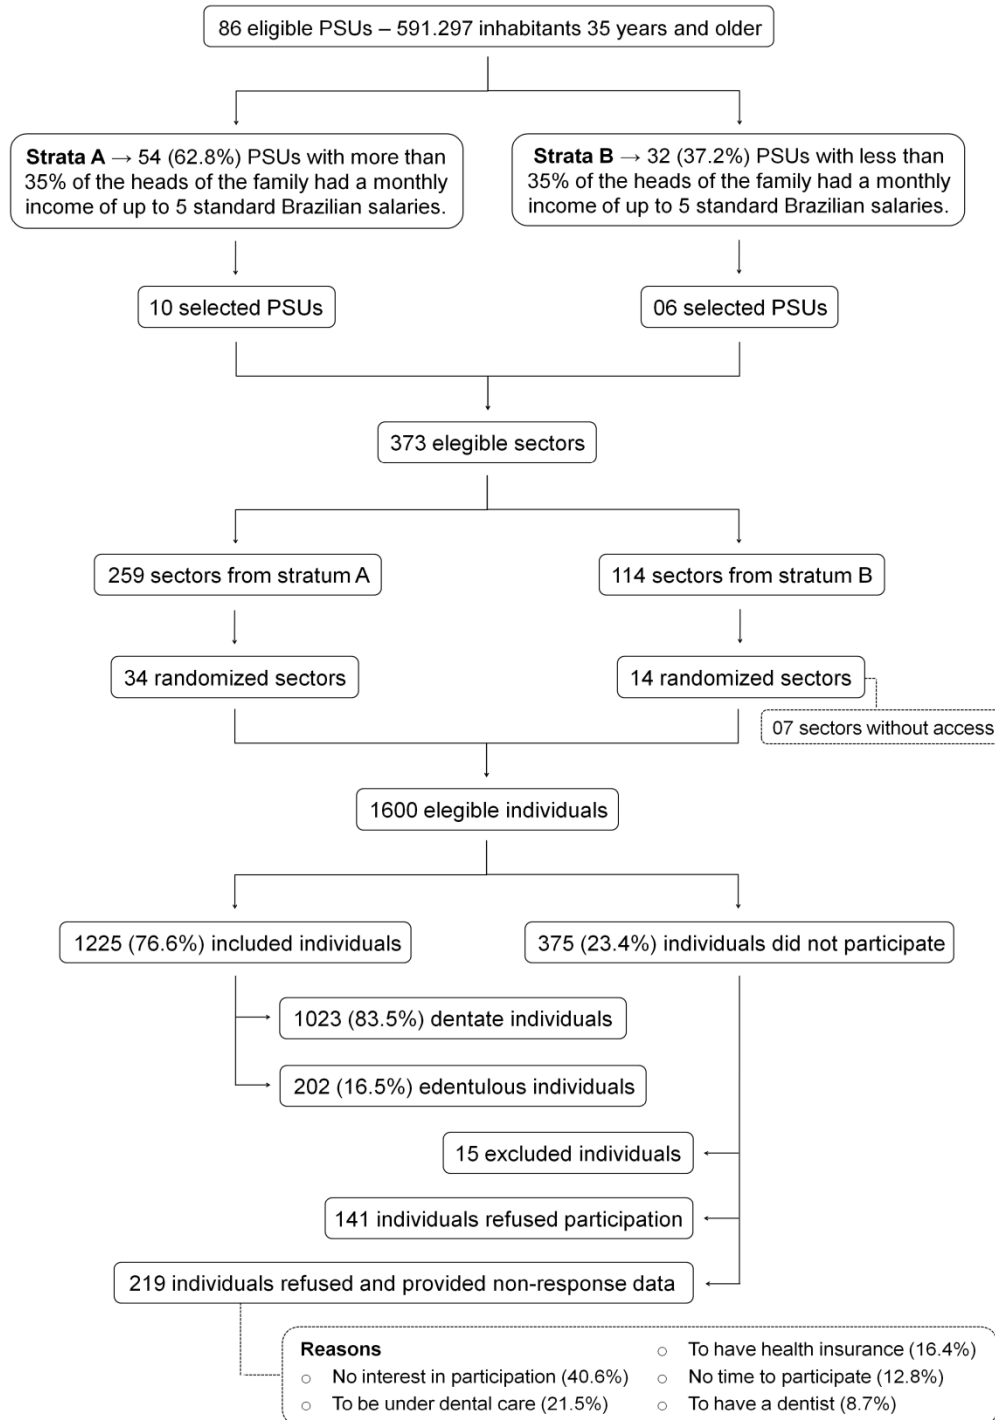 86 eligible PSUs – 591.297 inhabitants 35 years and older
Strata A → 54 (62.8%) PSUs with more than
35% of the heads of the family had a monthly
income of up to 5 standard Brazilian salaries.
Strata B → 32 (37.2%) PSUs with less than
35% of the heads of the family had a monthly
income of up to 5 standard Brazilian salaries.
10 selected PSUs
06 selected PSUs
373 elegible sectors
259 sectors from stratum A
114 sectors from stratum B
34 randomized sectors
14 randomized sectors
07 sectors without access
1600 elegible individuals
1225 (76.6%) included individuals
375 (23.4%) individuals did not participate
1023 (83.5%) dentate individuals
202 (16.5%) edentulous individuals
15 excluded individuals
141 individuals refused participation
219 individuals refused and provided non-response data
Reasons
○ No interest in participation (40.6%)
○ To be under dental care (21.5%)
○ To have health insurance (16.4%)
○ No time to participate (12.8%)
○ To have a dentist (8.7%)